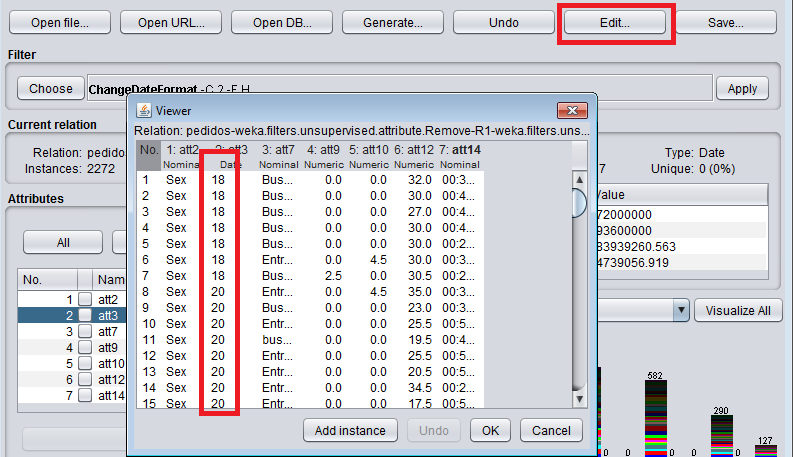 Open file... Open URL... Open DB... Generate... Undo Edit... Save...
Filter
Choose ChangeDateFormat -C 2 -F H Apply
Viewer
Current relation
Relation: pedidos-weka.filters.unsupervised.attribute.Remove-R1-weka.filters.uns...
Relation: pedido
Instances: 2272
No. 1: att2 2: att3 3: att7 4: att9 5: att10 6: att12 7: att14
Nominal Date Nominal Numeric Numeric Numeric Nominal
Type: Date
7 Unique: 0 (0%)
1 Sex 18 Bus... 0.0 0.0 32.0 00:3...
2 Sex 18 Bus... 0.0 0.0 30.0 00:4...
3 Sex 18 Bus... 0.0 0.0 27.0 00:4...
4 Sex 18 Bus... 0.0 0.0 30.0 00:4...
5 Sex 18 Bus... 0.0 0.0 30.0 00:2...
6 Sex 18 Entr... 0.0 4.5 30.0 00:3...
7 Sex 18 Bus... 2.5 0.0 30.5 00:2...
8 Sex 20 Entr... 0.0 4.5 35.0 00:3...
9 Sex 20 Bus... 0.0 0.0 23.0 00:3...
10 Sex 20 Entr... 0.0 0.0 25.5 00:5...
11 Sex 20 bus... 0.0 0.0 19.5 00:4...
12 Sex 20 Entr... 0.0 0.0 25.5 00:5...
13 Sex 20 Entr... 0.0 0.0 20.5 00:5...
14 Sex 20 Entr... 0.0 0.0 34.5 00:2...
15 Sex 20 Entr... 0.0 0.0 17.5 00:5...
Add instance Undo OK Cancel
Attributes
All
No. Nam
1 att2
2 att3
3 att7
4 att9
5 att10
6 att12
7 att14
Value
72000000
93600000
83939260.563
4739056.919
Visualize All
582
290
127
0 0 0 0